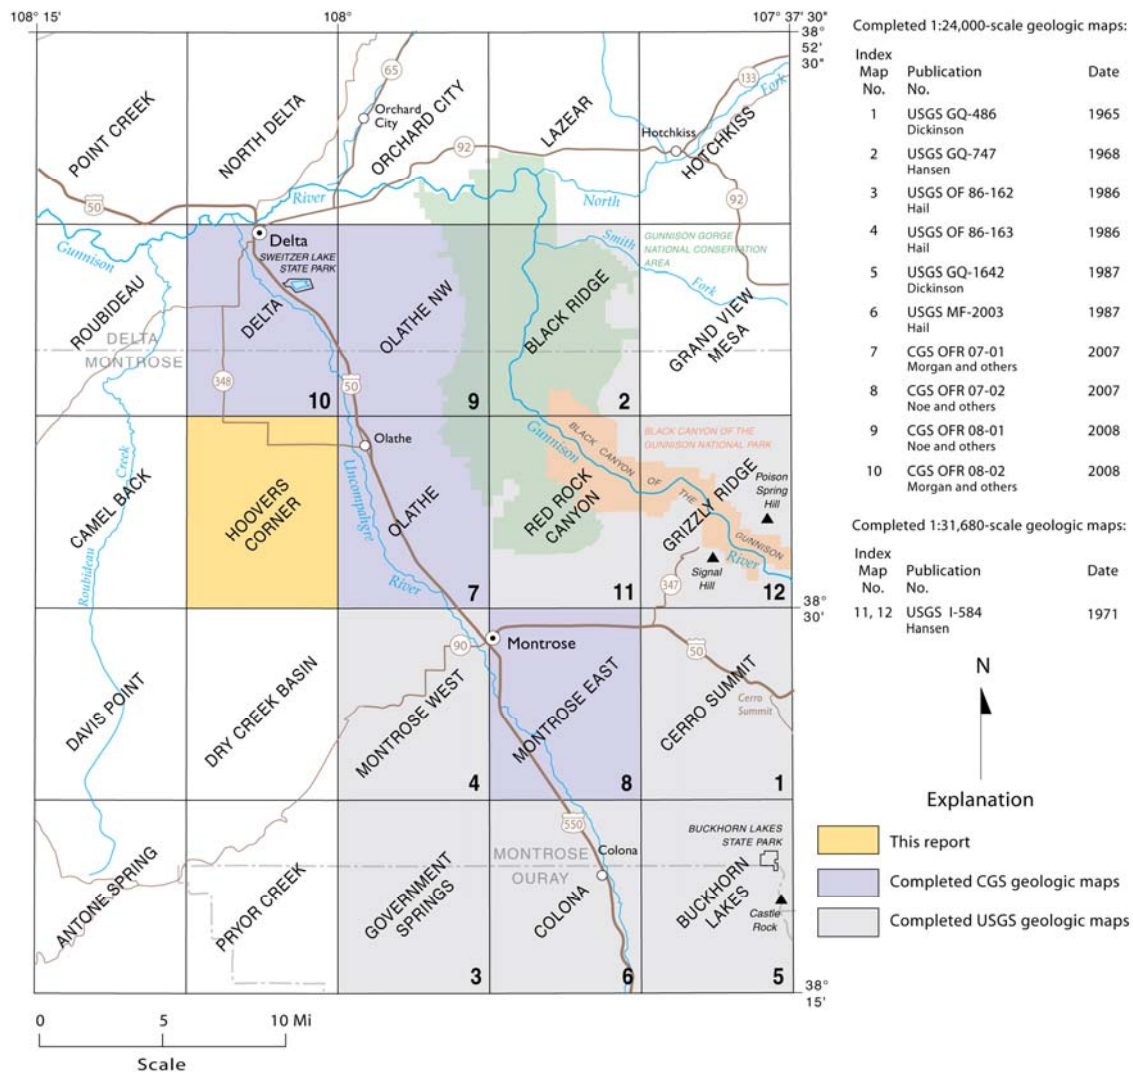 108° 15'
108°
107° 37' 30"
38°
52'
30"
65
133
Fork
POINT CREEK
NORTH DELTA
Orchard
City
ORCHARD CITY
LAZEAR
Hotchkiss
HOTCHKISS
92
50
River
North
92
Gunnison
Delta
SWEITZER LAKE
STATE PARK
Smith
Fork
GUNNISON GORGE
NATIONAL CONSERVATION
AREA
ROUBIDEAU
DELTA
OLATHE NW
BLACK RIDGE
GRAND VIEW
MESA
DELTA
MONTROSE
348
50
10
9
2
Olathe
Gunnison
BLACK CANYON OF THE GUNNISON
BLACK CANYON OF THE
GUNNISON NATIONAL PARK
Creek
CAMEL BACK
HOOVERS
CORNER
Uncompahgre
OLATHE
RED ROCK
CANYON
GRIZZLY RIDGE
Poison
Spring
Hill
River
Signal
Hill
Roubideau
River
347
7
11
12
38°
30'
90
Montrose
50
DAVIS POINT
DRY CREEK BASIN
MONTROSE WEST
MONTROSE EAST
CERRO SUMMIT
Cerro
Summit
4
8
1
550
BUCKHORN LAKES
STATE PARK
MONTROSE
OURAY
Colona
ANTONE SPRING
PRYOR CREEK
GOVERNMENT
SPRINGS
COLONA
BUCKHORN
LAKES
Castle
Rock
3
6
5
38°
15'
0 5 10 Mi
Scale
Completed 1:24,000-scale geologic maps:
Index
Map Publication Date
No. No.
1 USGS GQ-486 1965
Dickinson
2 USGS GQ-747 1968
Hansen
3 USGS OF 86-162 1986
Hail
4 USGS OF 86-163 1986
Hail
5 USGS GQ-1642 1987
Dickinson
6 USGS MF-2003 1987
Hail
7 CGS OFR 07-01 2007
Morgan and others
8 CGS OFR 07-02 2007
Noe and others
9 CGS OFR 08-01 2008
Noe and others
10 CGS OFR 08-02 2008
Morgan and others
Completed 1:31,680-scale geologic maps:
Index
Map Publication Date
No. No.
11, 12 USGS I-584 1971
Hansen
N
Explanation
This report
Completed CGS geologic maps
Completed USGS geologic maps